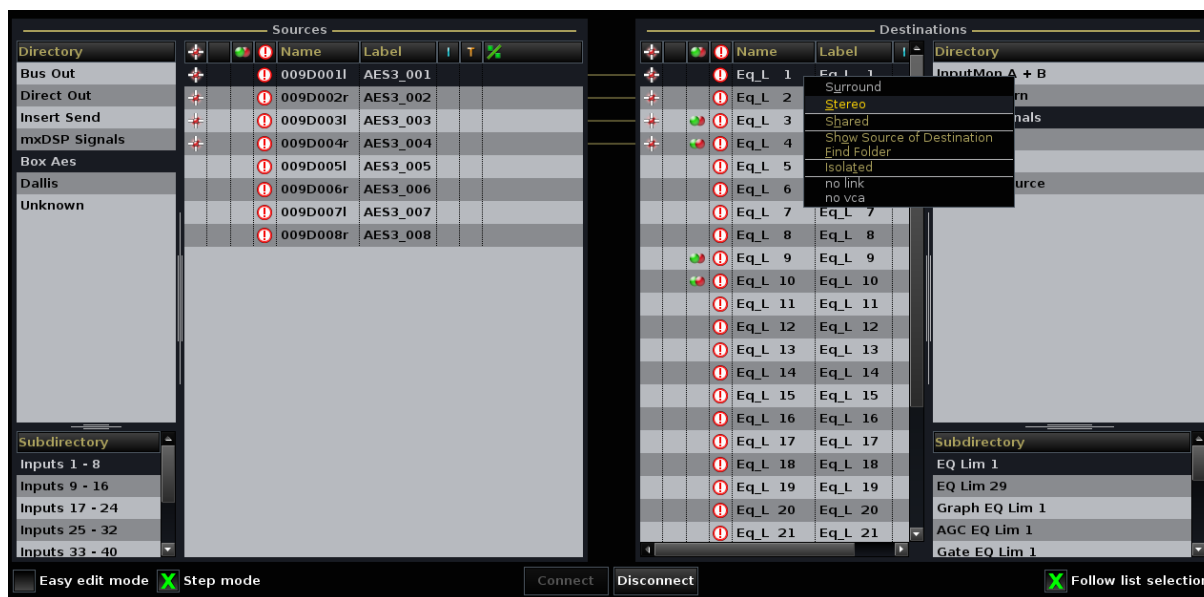 Sources
Destinations
Directory
Bus Out
Direct Out
Insert Send
mxDSP Signals
Box Aes
Dallis
Unknown
Subdirectory
Inputs 1 - 8
Inputs 9 - 16
Inputs 17 - 24
Inputs 25 - 32
Inputs 33 - 40
Name Label I T
009D001l AES3_001
009D002r AES3_002
009D003l AES3_003
009D004r AES3_004
009D005l AES3_005
009D006r AES3_006
009D007l AES3_007
009D008r AES3_008
Name Label I
Eq_L 1 Eq_L 1
Eq_L 2
Eq_L 3
Eq_L 4
Eq_L 5
Eq_L 6
Eq_L 7 Eq_L 7
Eq_L 8 Eq_L 8
Eq_L 9 Eq_L 9
Eq_L 10 Eq_L 10
Eq_L 11 Eq_L 11
Eq_L 12 Eq_L 12
Eq_L 13 Eq_L 13
Eq_L 14 Eq_L 14
Eq_L 15 Eq_L 15
Eq_L 16 Eq_L 16
Eq_L 17 Eq_L 17
Eq_L 18 Eq_L 18
Eq_L 19 Eq_L 19
Eq_L 20 Eq_L 20
Eq_L 21 Eq_L 21
Surround
Stereo
Shared
Show Source of Destination
Find Folder
Isolated
no link
no vca
Directory
InputMon A + B
Subdirectory
EQ Lim 1
EQ Lim 29
Graph EQ Lim 1
AGC EQ Lim 1
Gate EQ Lim 1
Easy edit mode
Step mode
Connect
Disconnect
Follow list selection